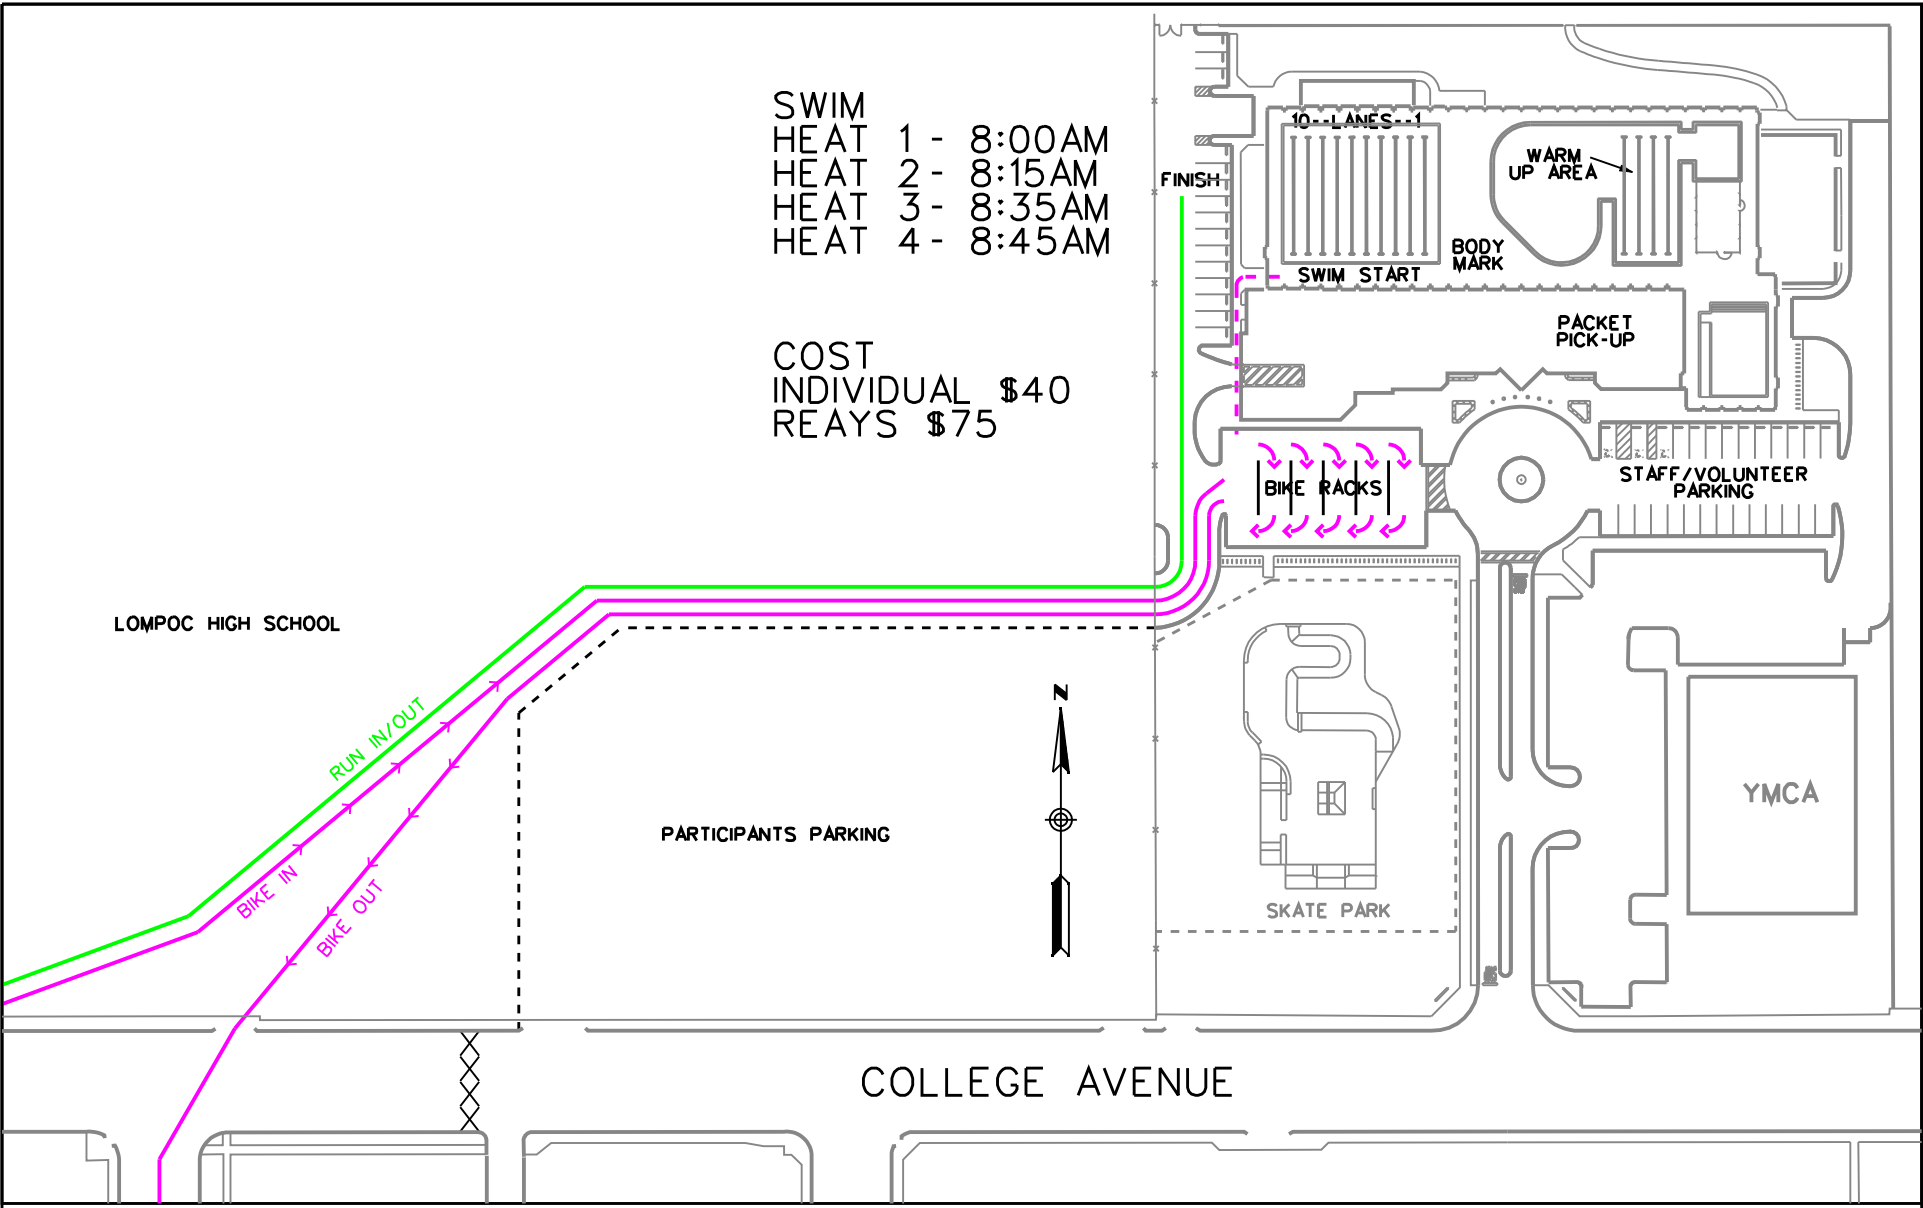 SWIM
HEAT 1 - 8:00AM
HEAT 2 - 8:15AM
HEAT 3 - 8:35AM
HEAT 4 - 8:45AM
COST
INDIVIDUAL $40
REAYS $75
10--LANES--1
FINISH
WARM
UP AREA
BODY
MARK
SWIM START
PACKET
PICK-UP
BIKE RACKS
STAFF/VOLUNTEER
PARKING
LOMPOC HIGH SCHOOL
RUN IN/OUT
BIKE IN
BIKE OUT
N
PARTICIPANTS PARKING
SKATE PARK
YMCA
COLLEGE AVENUE